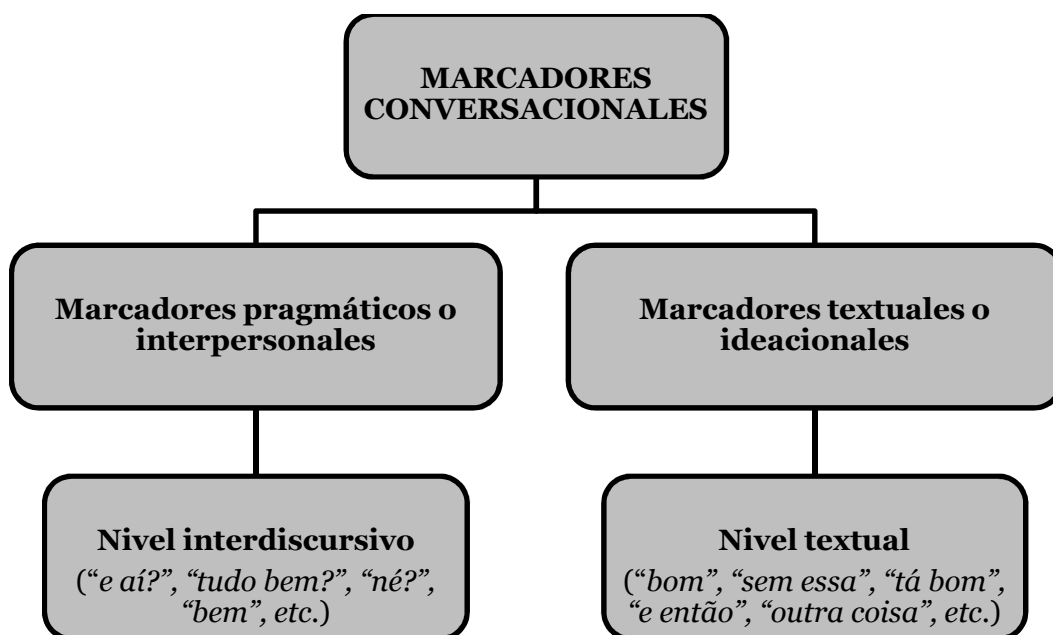 MARCADORES
CONVERSACIONALES
Marcadores pragmáticos o
interpersonales
Marcadores textuales o
ideacionales
Nivel interdiscursivo
(“e aí?”, “tudo bem?”, “né?”,
“bem”, etc.)
Nivel textual
(“bom”, “sem essa”, “tá bom”,
“e então”, “outra coisa”, etc.)